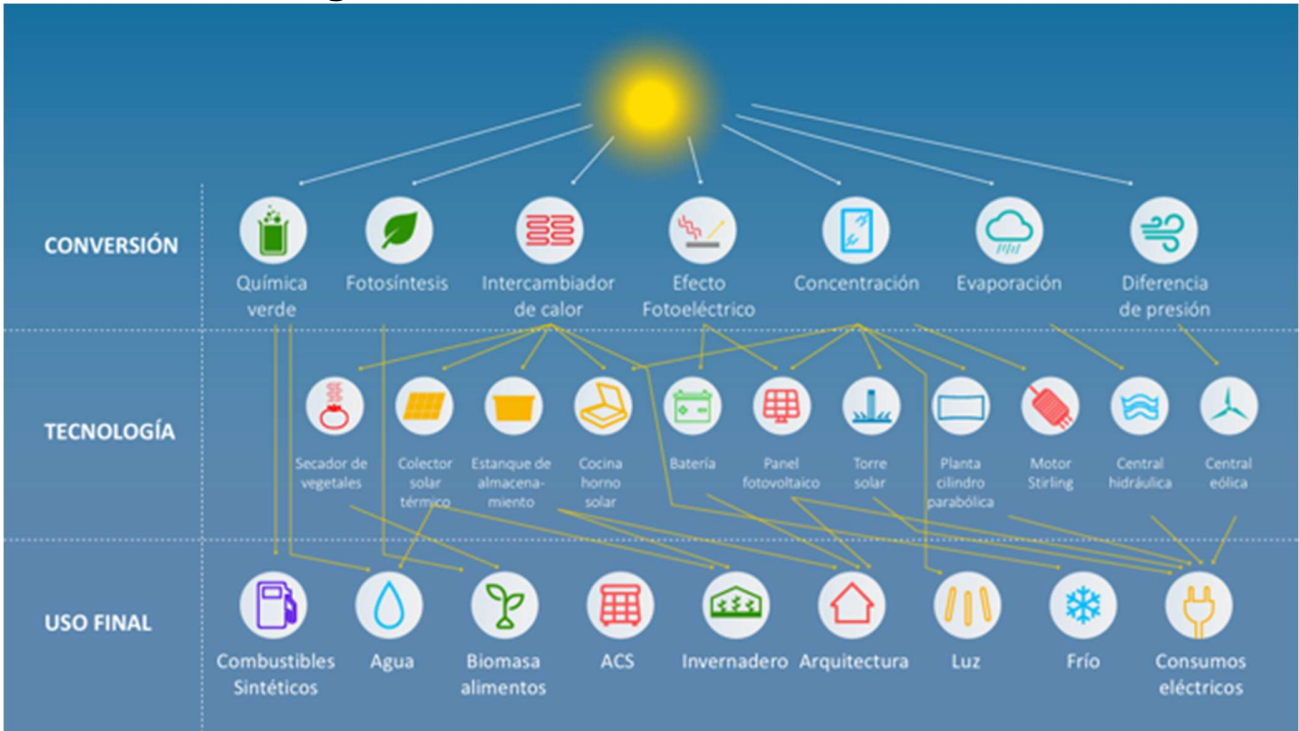 CONVERSIÓN
Química
verde
Fotosíntesis
Intercambiador
de calor
Efecto
Fotoeléctrico
Concentración
Evaporación
Diferencia
de presión
TECNOLOGÍA
Secador de
vegetales
Colector
solar
térmico
Estanque de
almacena-
miento
Cocina
horno
solar
Batería
Panel
fotovoltaico
Torre
solar
Planta
cilindro
parabólica
Motor
Stirling
Central
hidráulica
Central
eólica
USO FINAL
Combustibles
Sintéticos
Agua
Biomasa
alimentos
ACS
Invernadero
Arquitectura
Luz
Frío
Consumos
eléctricos